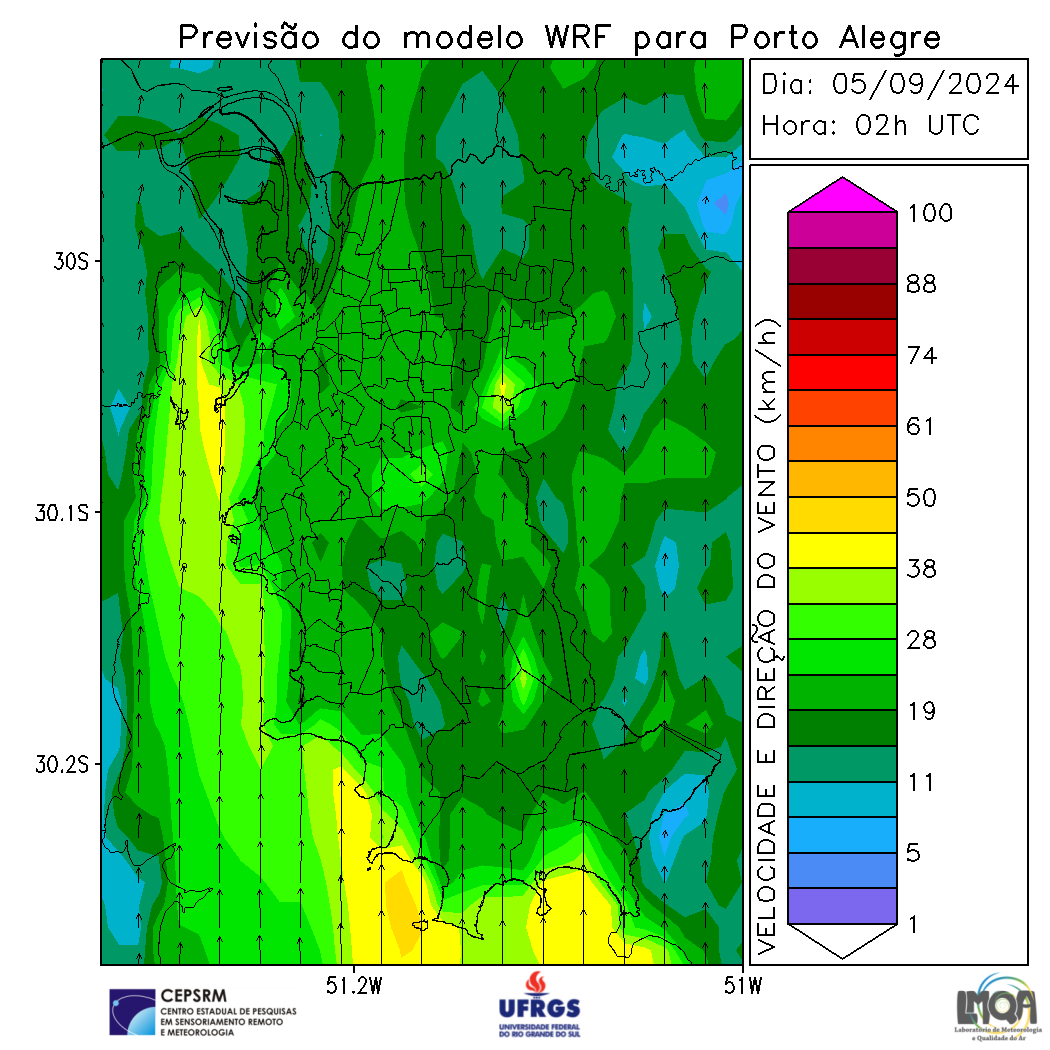 Previsão do modelo WRF para Porto Alegre
Dia: 05/09/2024
Hora: 02h UTC
30S
30.1S
30.2S
51.2W
51W
VELOCIDADE E DIREÇÃO DO VENTO (km/h)
100
88
74
61
50
38
28
19
11
5
1
CEPSRM
CENTRO ESTADUAL DE PESQUISAS
EM SENSORIAMENTO REMOTO
E METEOROLOGIA
UFRGS
UNIVERSIDADE FEDERAL
DO RIO GRANDE DO SUL
LMQA
Laboratório de Meteorologia
e Qualidade do Ar